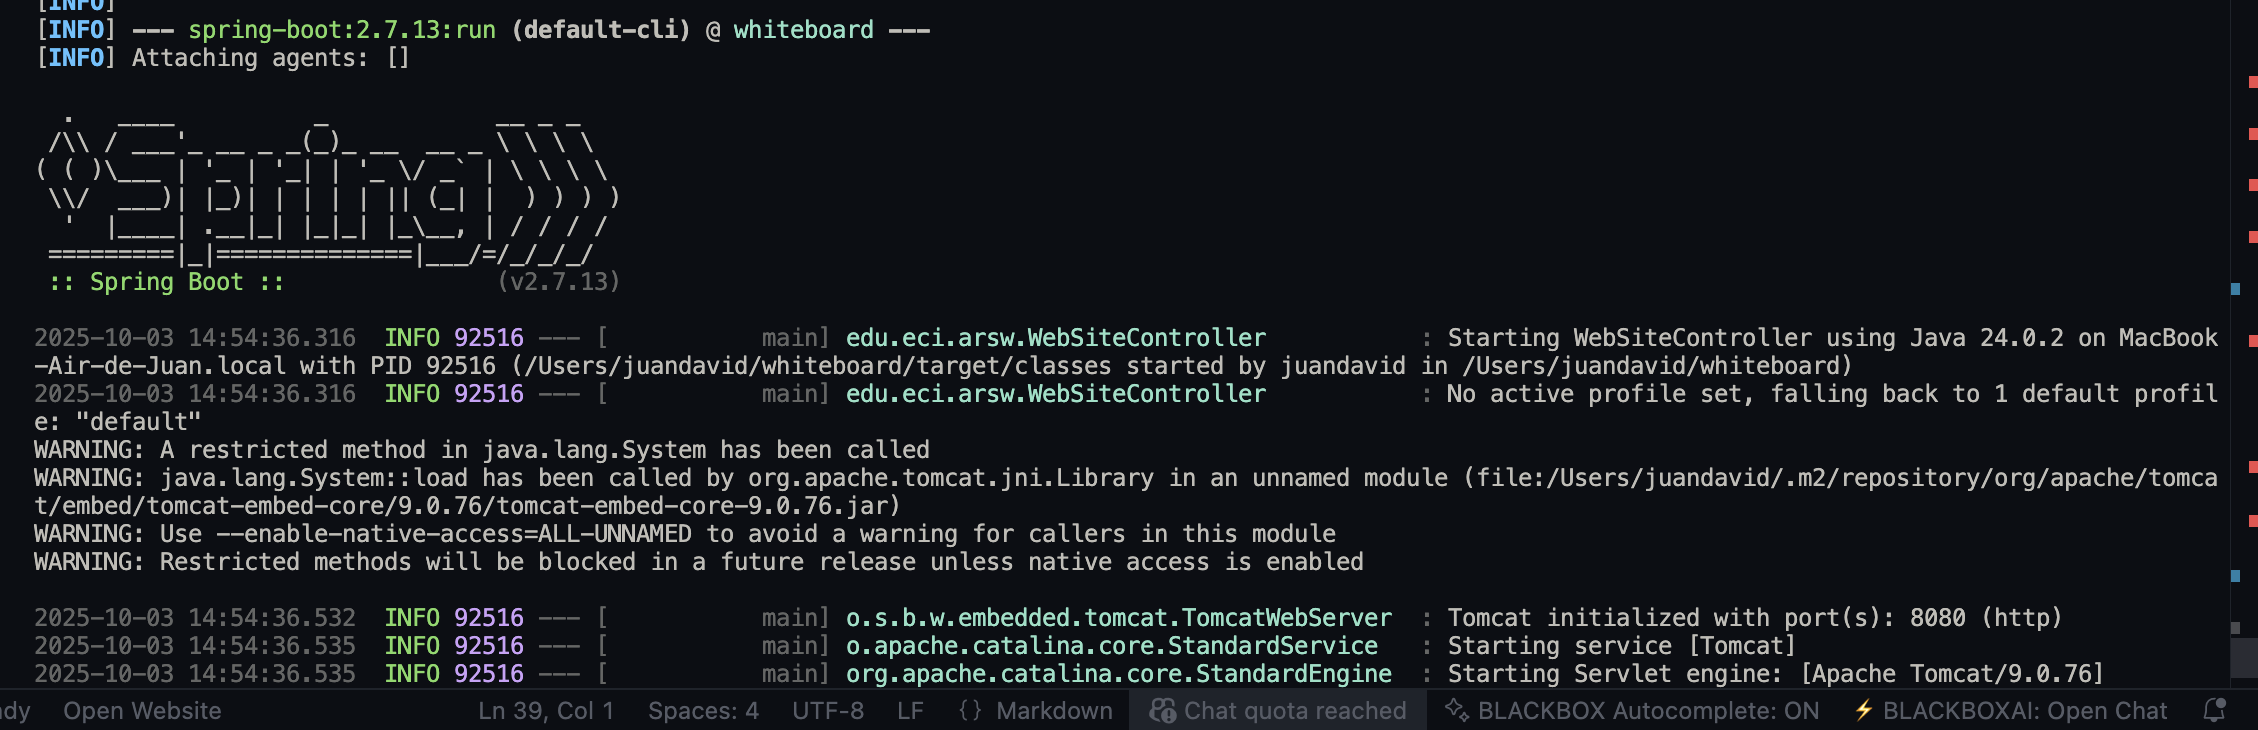 [INFO]
[INFO] --- spring-boot:2.7.13:run (default-cli) @ whiteboard ---
[INFO] Attaching agents: []
  .   ____          _            __ _ _
 /\\ / ___'_ __ _ _(_)_ __  __ _ \ \ \ \
( ( )\___ | '_ | '_| | '_ \/ _` | \ \ \ \
 \\/  ___)| |_)| | | | | || (_| |  ) ) ) )
  '  |____| .__|_| |_|_| |_\__, | / / / /
 =========|_|==============|___/=/_/_/_/
 :: Spring Boot ::               (v2.7.13)
2025-10-03 14:54:36.316  INFO 92516 --- [           main] edu.eci.arsw.WebSiteController           : Starting WebSiteController using Java 24.0.2 on MacBook
-Air-de-Juan.local with PID 92516 (/Users/juandavid/whiteboard/target/classes started by juandavid in /Users/juandavid/whiteboard)
2025-10-03 14:54:36.316  INFO 92516 --- [           main] edu.eci.arsw.WebSiteController           : No active profile set, falling back to 1 default profil
e: "default"
WARNING: A restricted method in java.lang.System has been called
WARNING: java.lang.System::load has been called by org.apache.tomcat.jni.Library in an unnamed module (file:/Users/juandavid/.m2/repository/org/apache/tomca
t/embed/tomcat-embed-core/9.0.76/tomcat-embed-core-9.0.76.jar)
WARNING: Use --enable-native-access=ALL-UNNAMED to avoid a warning for callers in this module
WARNING: Restricted methods will be blocked in a future release unless native access is enabled
2025-10-03 14:54:36.532  INFO 92516 --- [           main] o.s.b.w.embedded.tomcat.TomcatWebServer  : Tomcat initialized with port(s): 8080 (http)
2025-10-03 14:54:36.535  INFO 92516 --- [           main] o.apache.catalina.core.StandardService   : Starting service [Tomcat]
2025-10-03 14:54:36.535  INFO 92516 --- [           main] org.apache.catalina.core.StandardEngine  : Starting Servlet engine: [Apache Tomcat/9.0.76]
dy Open Website Ln 39, Col 1 Spaces: 4 UTF-8 LF {} Markdown Chat quota reached BLACKBOX Autocomplete: ON BLACKBOXAI: Open Chat